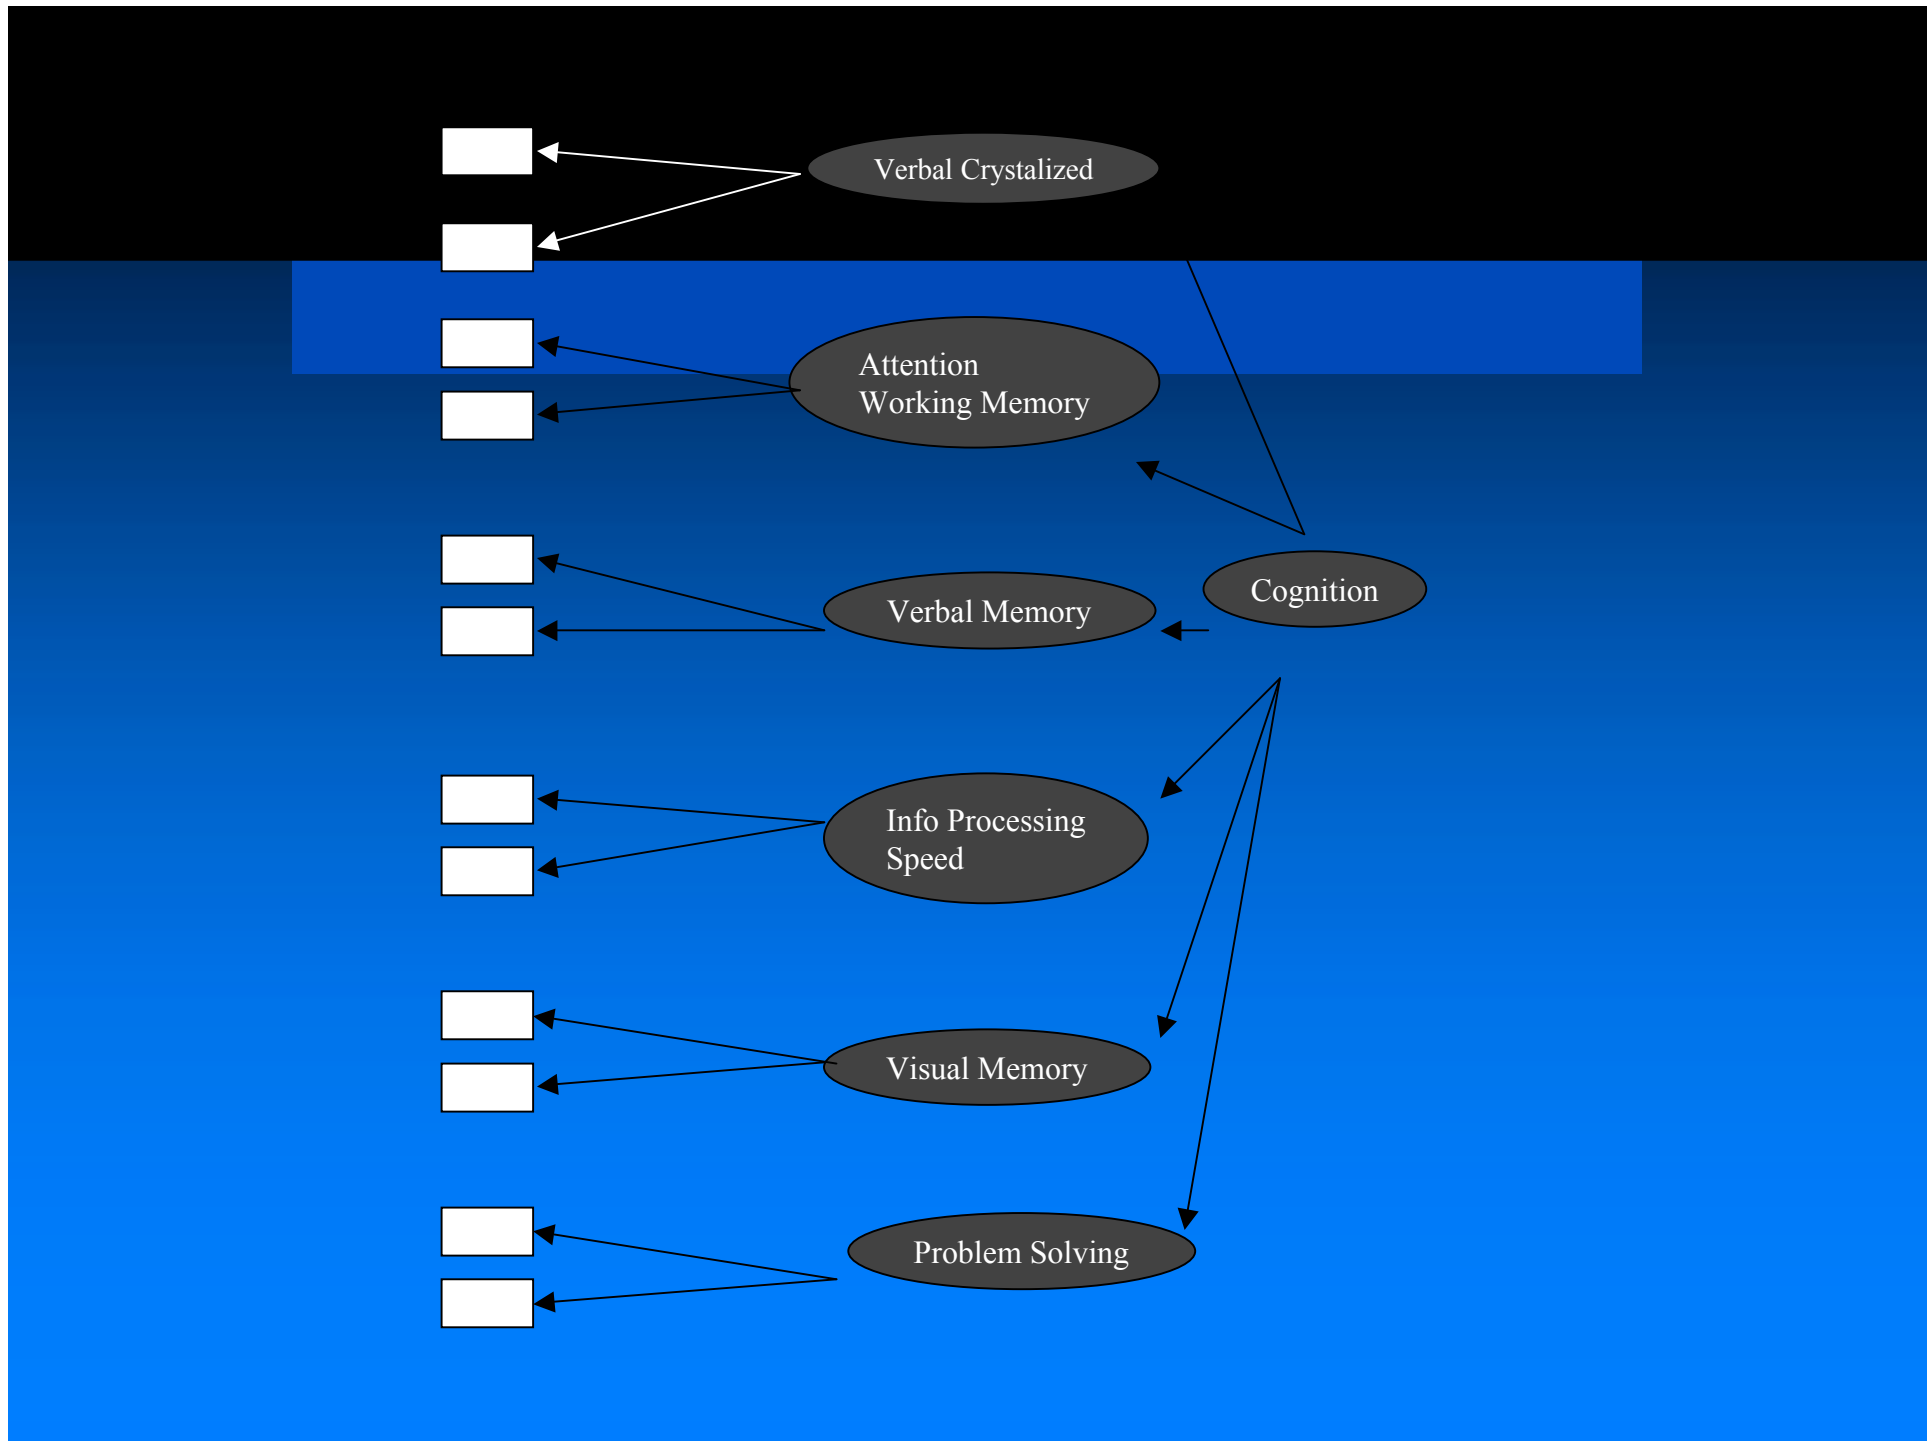 Verbal Crystalized
Attention
Working Memory
Cognition
Verbal Memory
Info Processing
Speed
Visual Memory
Problem Solving